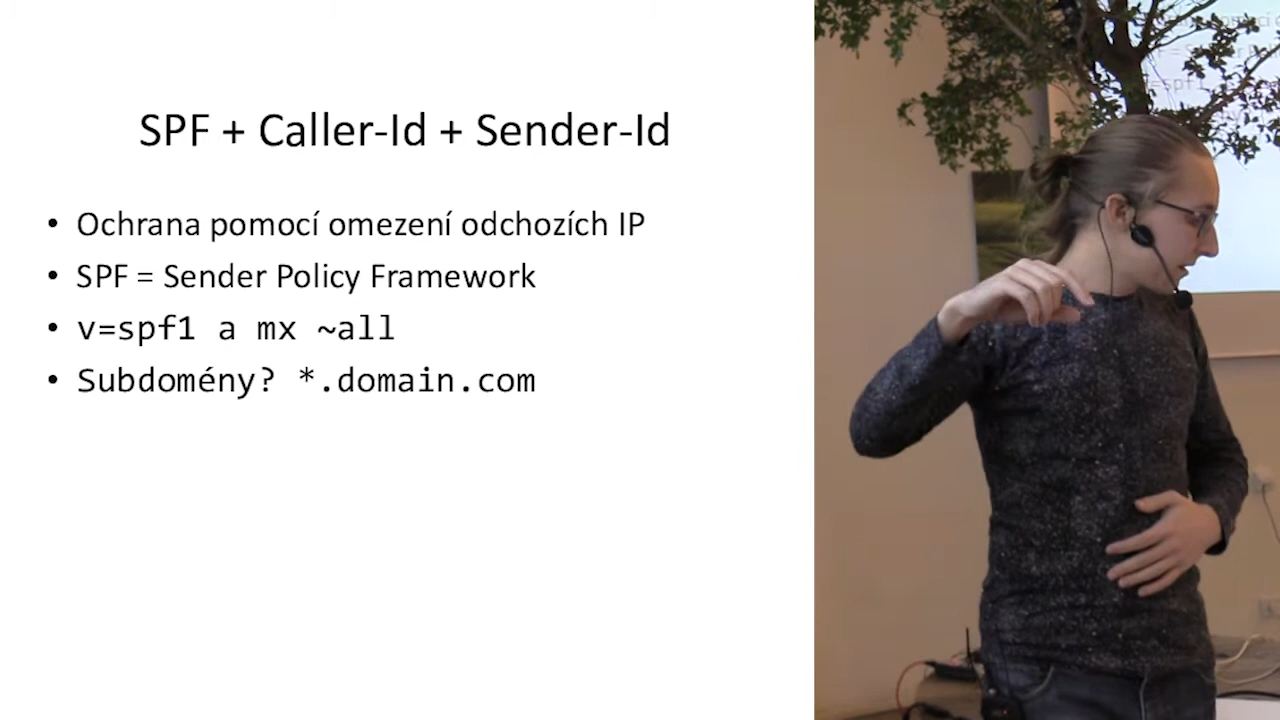 SPF + Caller-Id + Sender-Id
• Ochrana pomocí omezení odchozích IP
• SPF = Sender Policy Framework
• v=spf1 a mx ~all
• Subdomény? *.domain.com